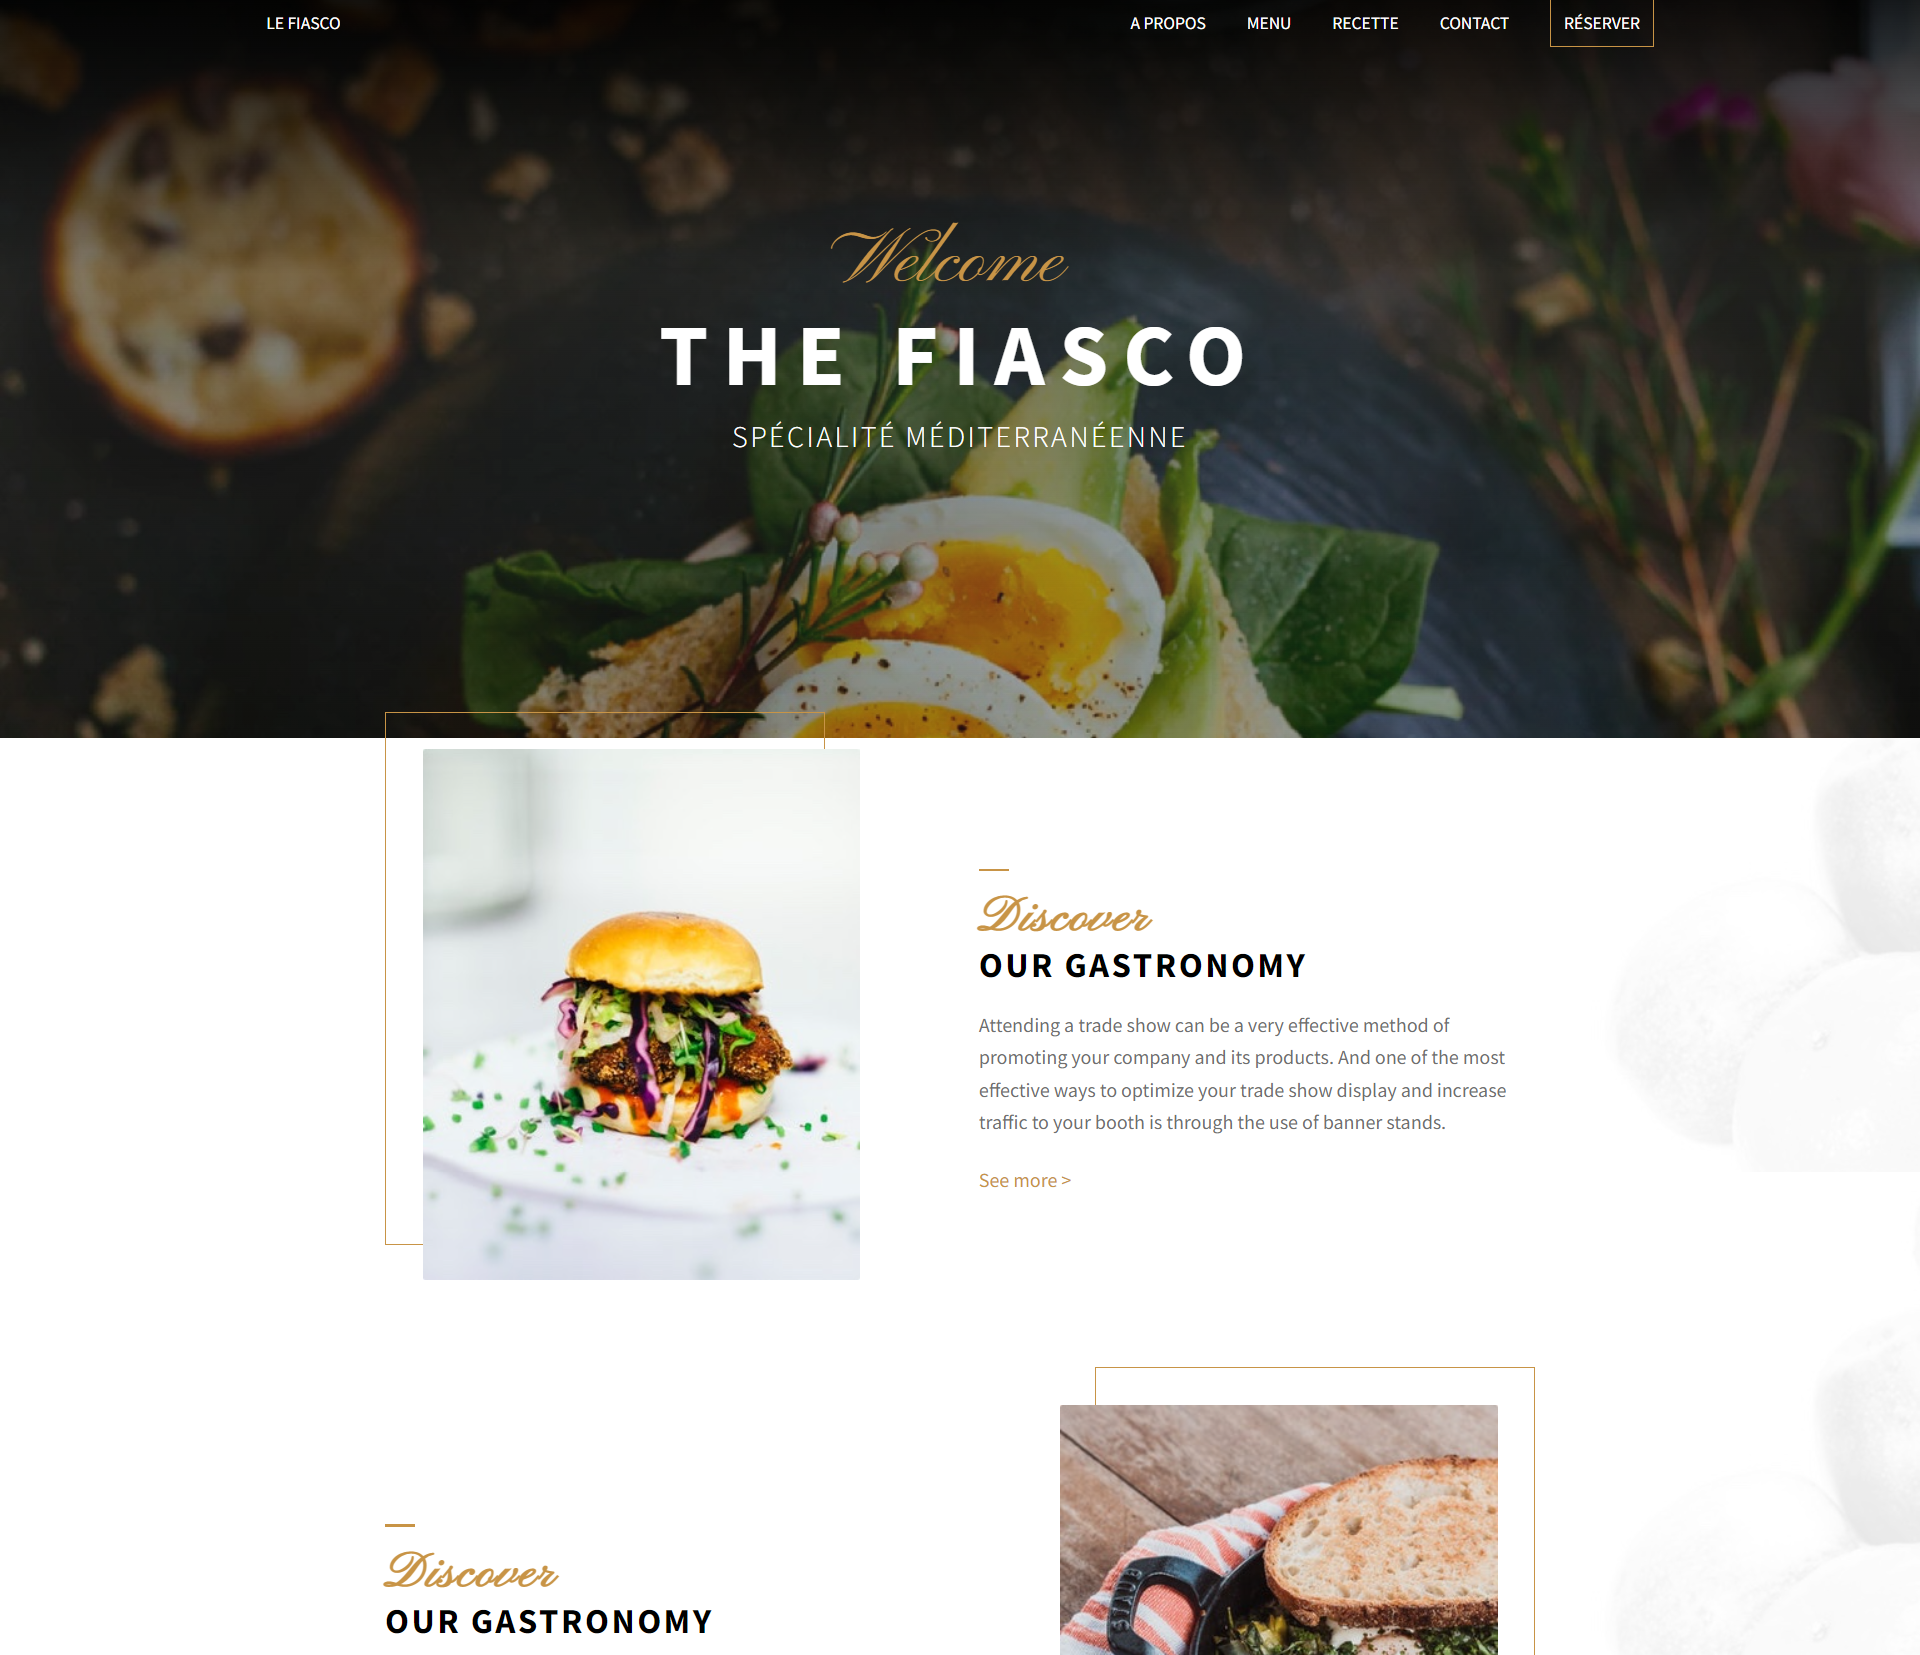 LE FIASCO
A PROPOS
MENU
RECETTE
CONTACT
RÉSERVER
Welcome
THE FIASCO
SPÉCIALITÉ MÉDITERRANÉENNE
Discover
OUR GASTRONOMY
Attending a trade show can be a very effective method of
promoting your company and its products. And one of the most
effective ways to optimize your trade show display and increase
traffic to your booth is through the use of banner stands.
See more >
Discover
OUR GASTRONOMY